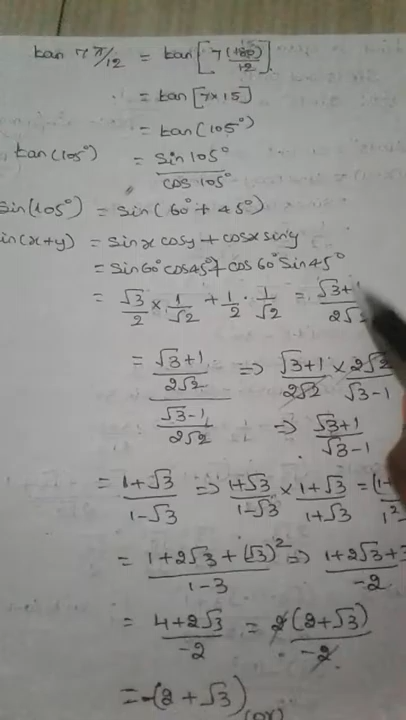 tan 7π/12 = tan[7(180)/12]
= tan[7×15]
= tan(105°)
tan(105°) = sin 105°/cos 105°
sin(105°) = sin(60°+45°)
in(x+y) = sinx cosy + cosx siny
= sin60° cos45° + cos60° sin45°
= √3/2 × 1/√2 + 1/2 · 1/√2 = √3+1/2√2
= (√3+1/2√2)/(√3-1/2√2) => √3+1/2√2 × 2√2/√3-1
=> √3+1/√3-1
= 1+√3/1-√3 => 1+√3/1-√3 × 1+√3/1+√3 = (1-/1²
= 1+2√3+(√3)²/1-3 => 1+2√3+3/-2
= 4+2√3/-2 = 2(2+√3)/-2
= -(2+√3)
(or)